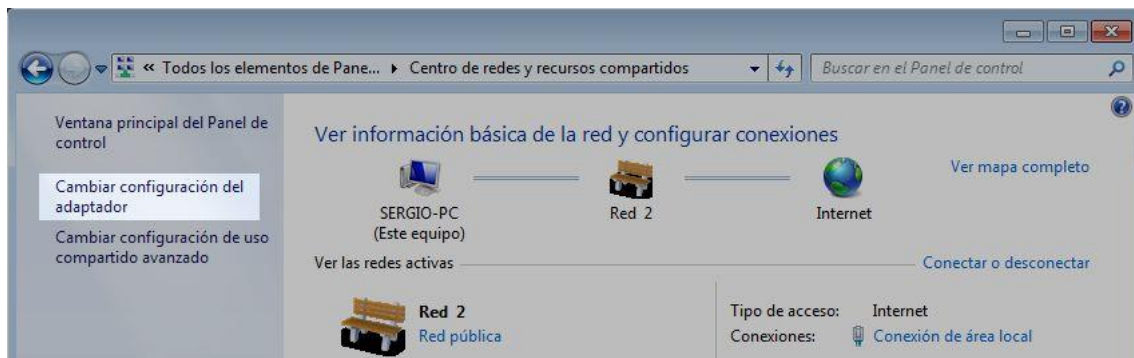 « Todos los elementos de Pane... ▸ Centro de redes y recursos compartidos
Buscar en el Panel de control
Ventana principal del Panel de
control
Cambiar configuración del
adaptador
Cambiar configuración de uso
compartido avanzado
Ver información básica de la red y configurar conexiones
Ver mapa completo
SERGIO-PC
(Este equipo)
Red 2
Internet
Ver las redes activas
Conectar o desconectar
Red 2
Red pública
Tipo de acceso: Internet
Conexiones: Conexión de área local